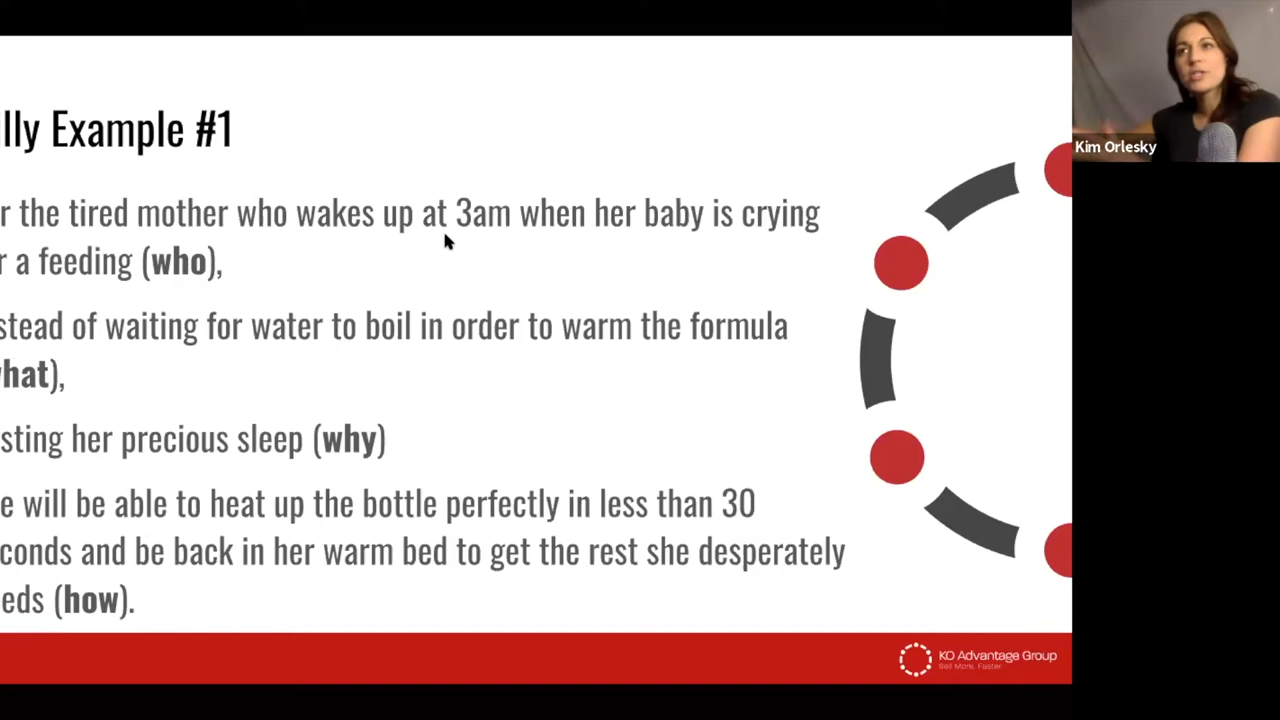 lly Example #1
r the tired mother who wakes up at 3am when her baby is crying
r a feeding (who),
stead of waiting for water to boil in order to warm the formula
hat),
sting her precious sleep (why)
e will be able to heat up the bottle perfectly in less than 30
conds and be back in her warm bed to get the rest she desperately
eds (how).
KO Advantage Group
Sell More. Faster.
Kim Orlesky